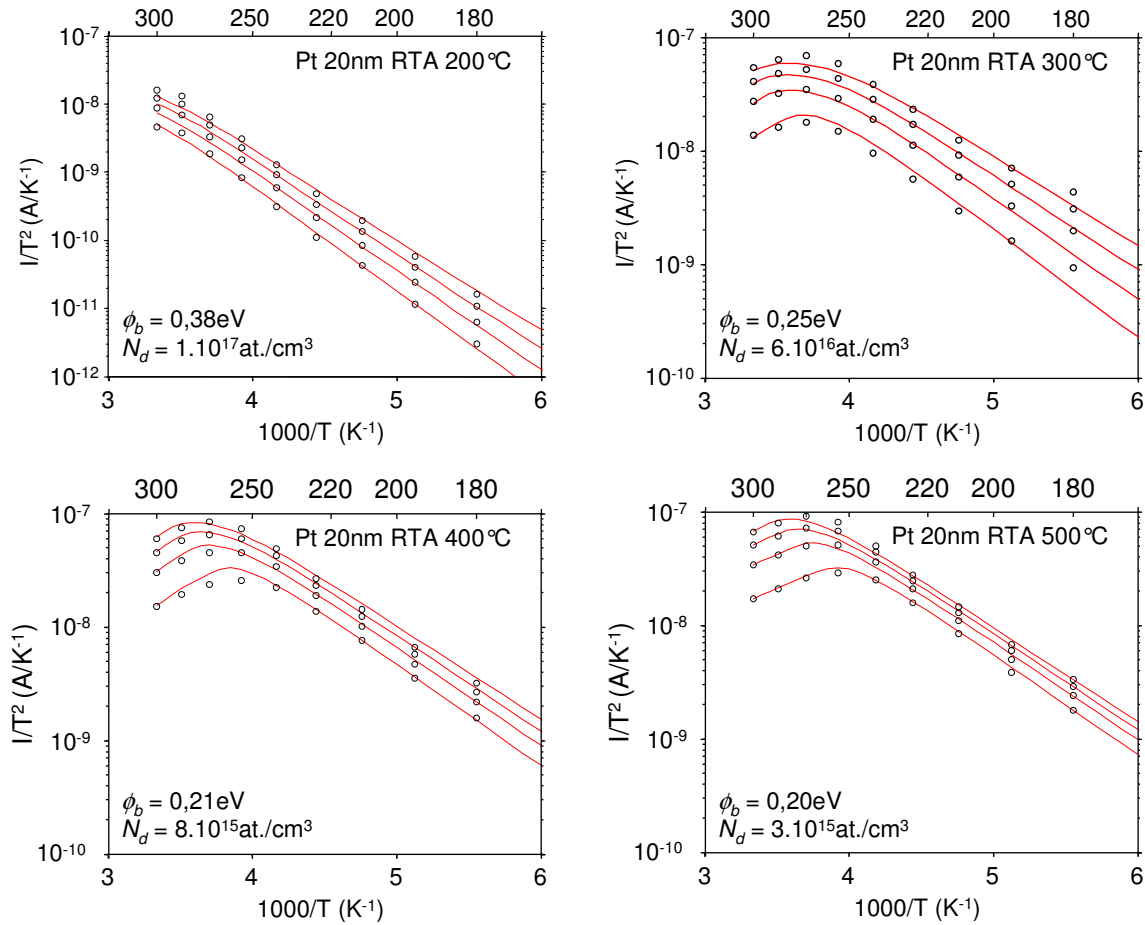 300 250 220 200 180
10⁻⁷
Pt 20nm RTA 200°C
10⁻⁸
10⁻⁹
10⁻¹⁰
10⁻¹¹
10⁻¹²
I/T² (A/K⁻¹)
ϕb = 0,38eV
Nd = 1.10¹⁷at./cm³
3 4 5 6
1000/T (K⁻¹)
300 250 220 200 180
10⁻⁷
Pt 20nm RTA 300°C
10⁻⁸
10⁻⁹
10⁻¹⁰
I/T² (A/K⁻¹)
ϕb = 0,25eV
Nd = 6.10¹⁶at./cm³
3 4 5 6
1000/T (K⁻¹)
300 250 220 200 180
10⁻⁷
Pt 20nm RTA 400°C
10⁻⁸
10⁻⁹
10⁻¹⁰
I/T² (A/K⁻¹)
ϕb = 0,21eV
Nd = 8.10¹⁵at./cm³
3 4 5 6
1000/T (K⁻¹)
300 250 220 200 180
10⁻⁷
Pt 20nm RTA 500°C
10⁻⁸
10⁻⁹
10⁻¹⁰
I/T² (A/K⁻¹)
ϕb = 0,20eV
Nd = 3.10¹⁵at./cm³
3 4 5 6
1000/T (K⁻¹)